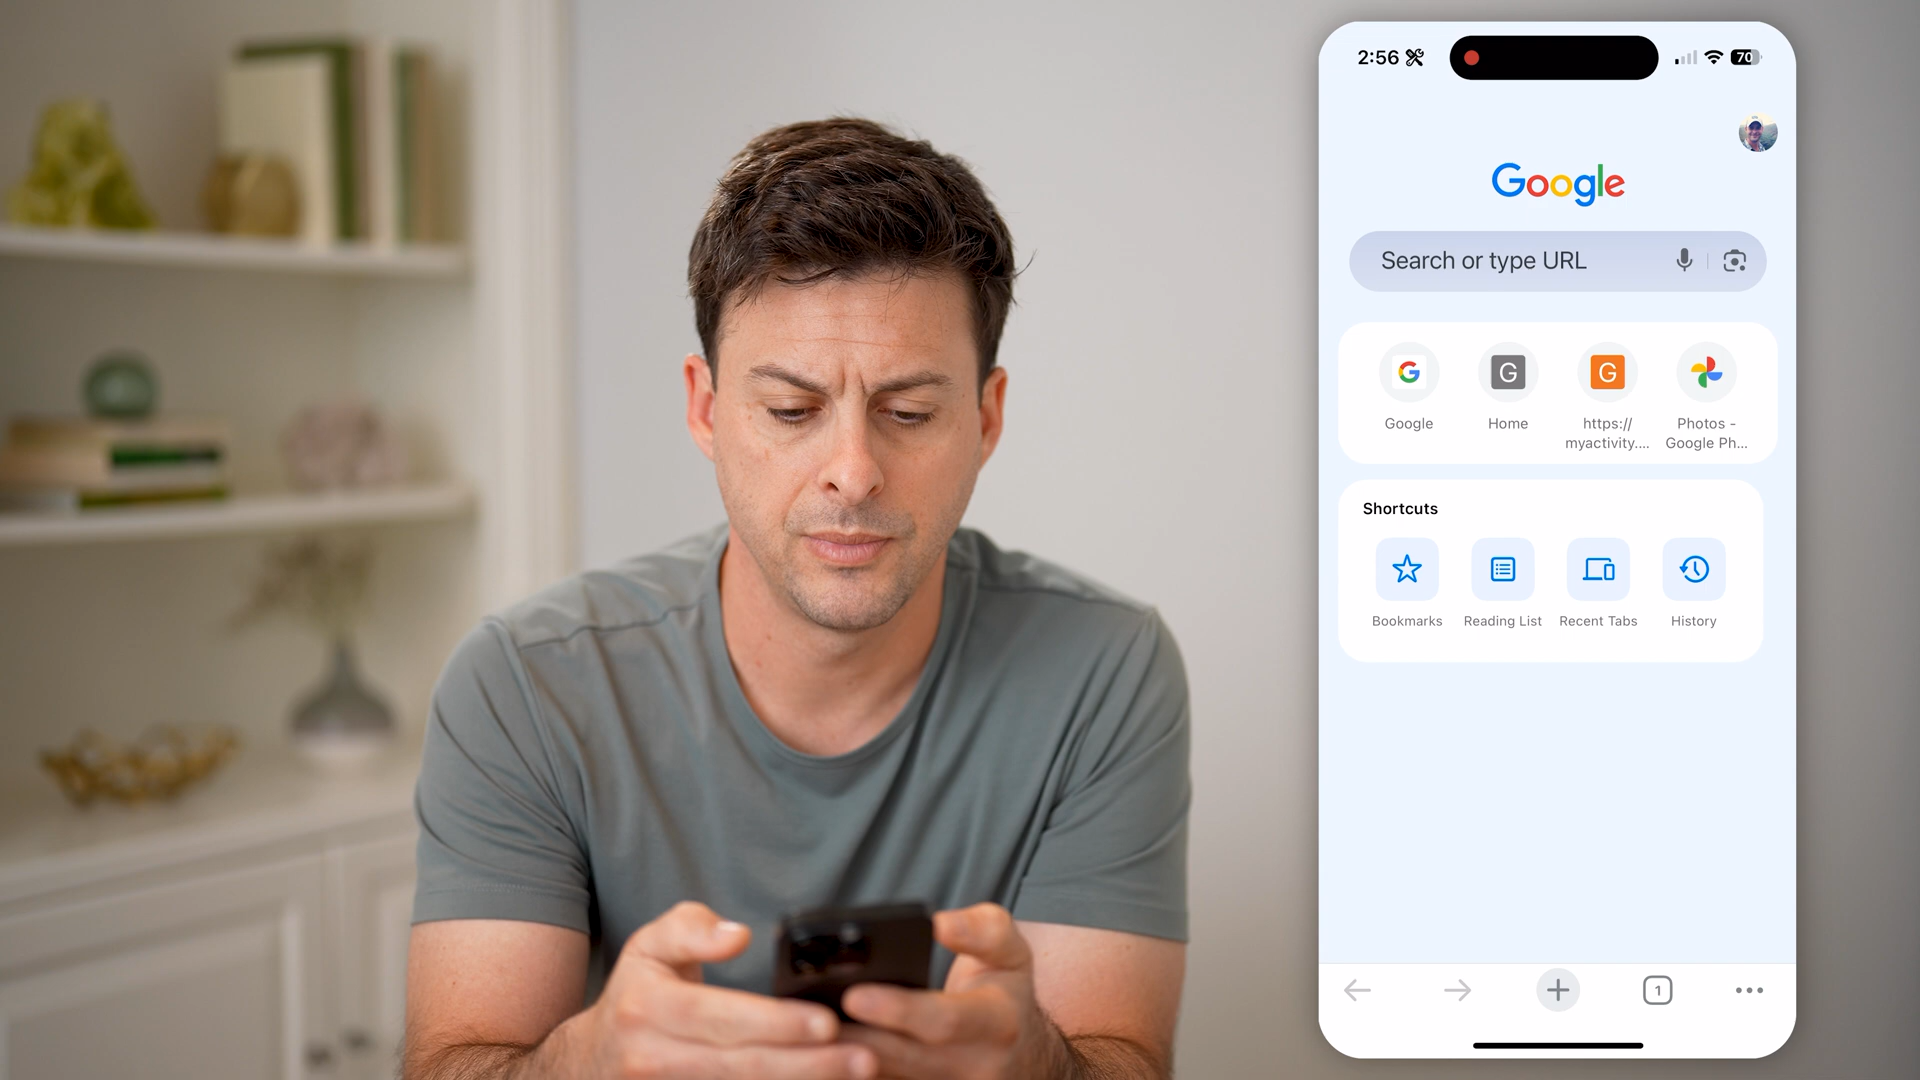 2:56
70
Google
Search or type URL
G
G
G
Google
Home
https://
myactivity....
Photos -
Google Ph...
Shortcuts
Bookmarks
Reading List
Recent Tabs
History
1